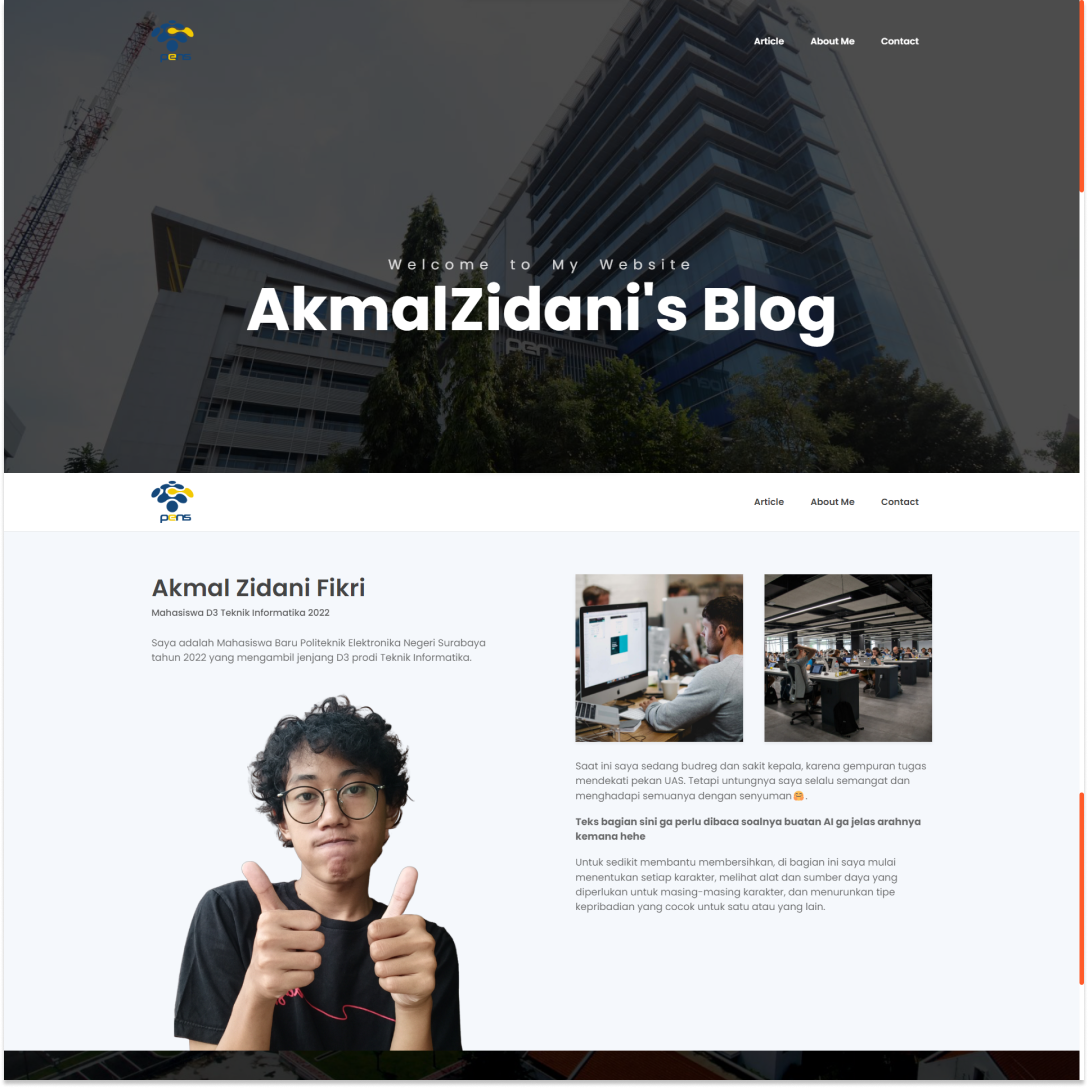 pens
Article About Me Contact
Welcome to My Website
AkmalZidani's Blog
pens
pens
Article About Me Contact
Akmal Zidani Fikri
Mahasiswa D3 Teknik Informatika 2022
Saya adalah Mahasiswa Baru Politeknik Elektronika Negeri Surabaya
tahun 2022 yang mengambil jenjang D3 prodi Teknik Informatika.
Saat ini saya sedang budreg dan sakit kepala, karena gempuran tugas
mendekati pekan UAS. Tetapi untungnya saya selalu semangat dan
menghadapi semuanya dengan senyuman🤗.
Teks bagian sini ga perlu dibaca soalnya buatan AI ga jelas arahnya
kemana hehe
Untuk sedikit membantu membersihkan, di bagian ini saya mulai
menentukan setiap karakter, melihat alat dan sumber daya yang
diperlukan untuk masing-masing karakter, dan menurunkan tipe
kepribadian yang cocok untuk satu atau yang lain.